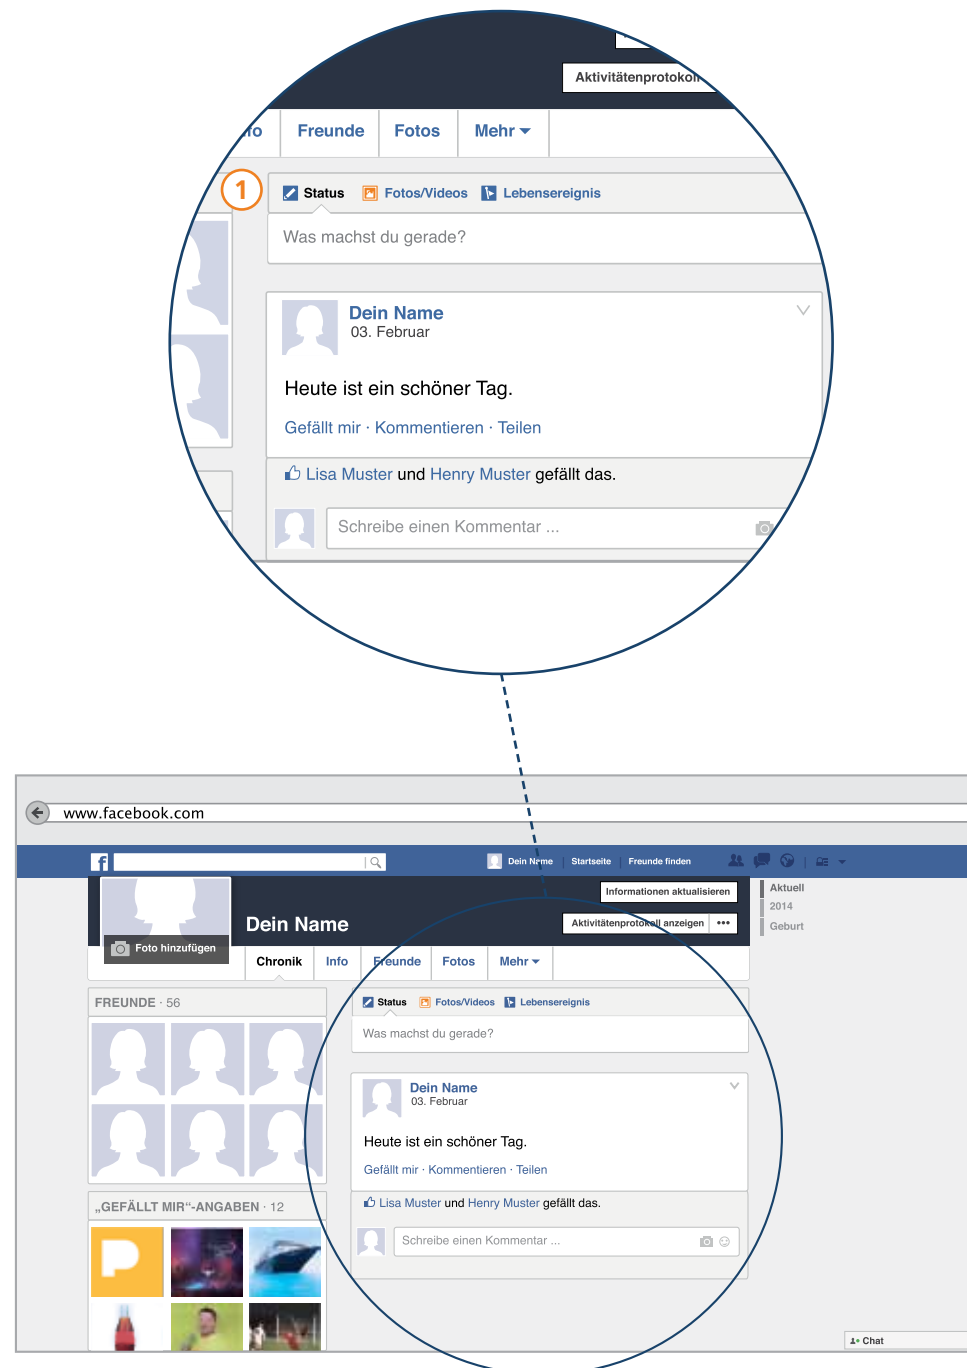 Aktivitätenprotokoll
Freunde Fotos Mehr
1
Status Fotos/Videos Lebensereignis
Was machst du gerade?
Dein Name
03. Februar
Heute ist ein schöner Tag.
Gefällt mir · Kommentieren · Teilen
Lisa Muster und Henry Muster gefällt das.
Schreibe einen Kommentar ...
www.facebook.com
f Dein Name Startseite Freunde finden
Informationen aktualisieren
Aktuell
2014
Geburt
Dein Name
Aktivitätenprotokoll anzeigen •••
Foto hinzufügen
Chronik Info Freunde Fotos Mehr
FREUNDE · 56
Status Fotos/Videos Lebensereignis
Was machst du gerade?
Dein Name
03. Februar
Heute ist ein schöner Tag.
Gefällt mir · Kommentieren · Teilen
Lisa Muster und Henry Muster gefällt das.
Schreibe einen Kommentar ...
„GEFÄLLT MIR“-ANGABEN · 12
P
Chat